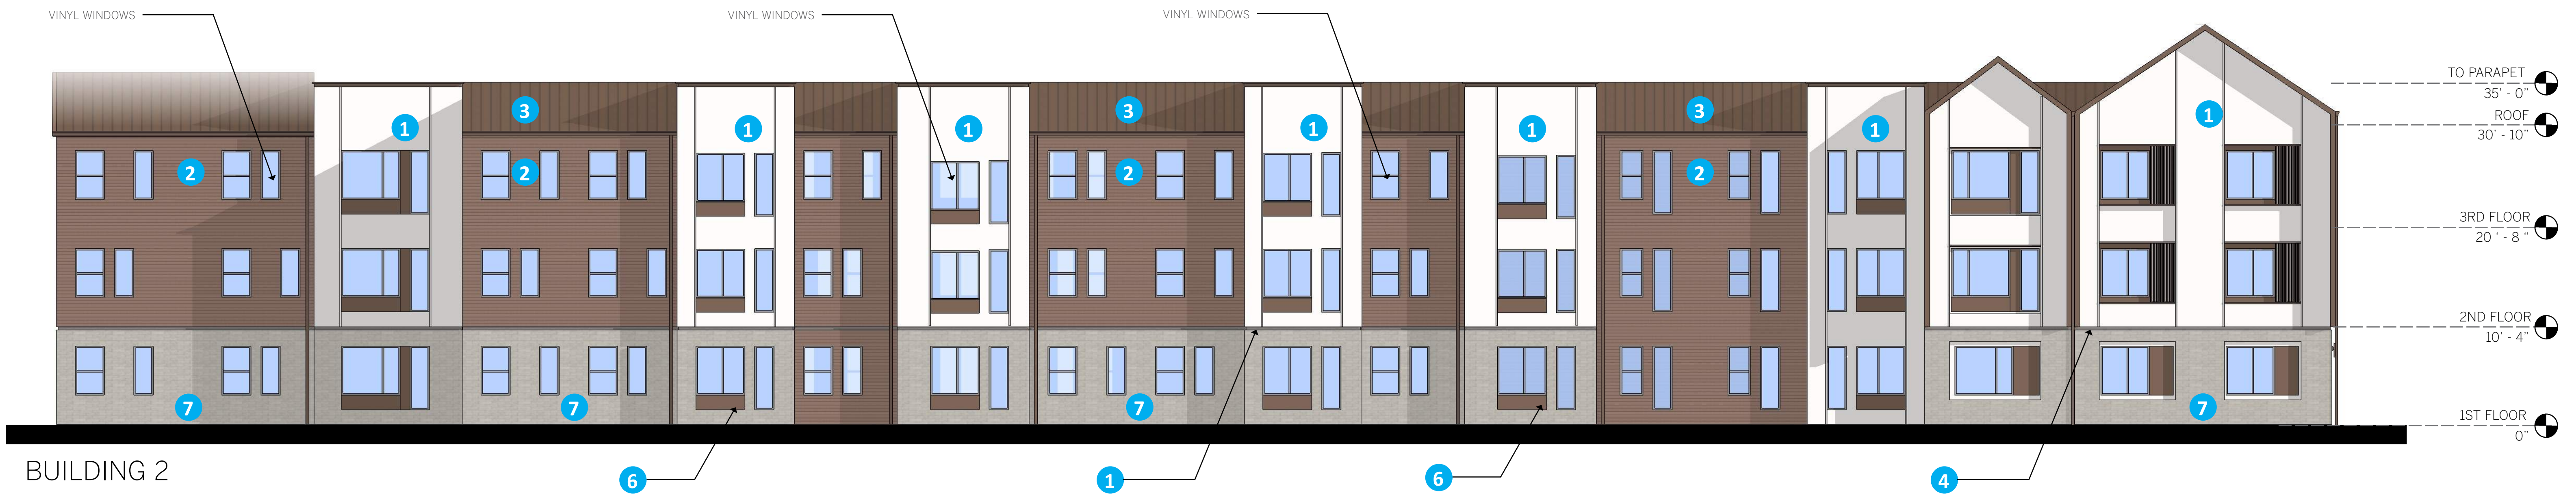 VINYL WINDOWS
VINYL WINDOWS
VINYL WINDOWS
TO PARAPET
35' - 0"
3
3
3
1
1
1
1
1
1
1
ROOF
30' - 10"
2
2
2
2
3RD FLOOR
20 ' - 8 "
2ND FLOOR
10' - 4"
7
7
7
7
1ST FLOOR
0"
BUILDING 2
6
1
6
4